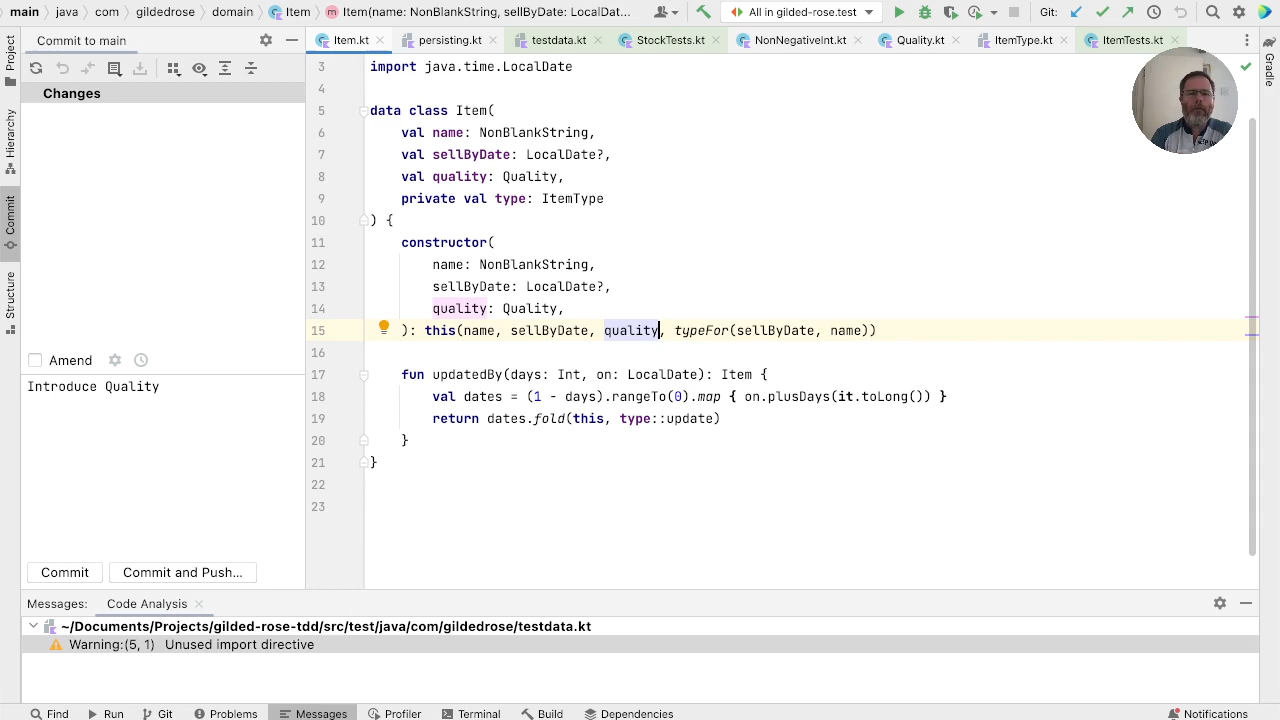 main java com gildedrose domain Item Item(name: NonBlankString, sellByDate: LocalDat... All in gilded-rose.test Git:
Project
Hierarchy
Commit
Structure
Gradle
Commit to main
Item.kt persisting.kt testdata.kt StockTests.kt NonNegativeInt.kt Quality.kt ItemType.kt ItemTests.kt
Changes
3 import java.time.LocalDate
4
5 data class Item(
6 val name: NonBlankString,
7 val sellByDate: LocalDate?,
8 val quality: Quality,
9 private val type: ItemType
10 ) {
11 constructor(
12 name: NonBlankString,
13 sellByDate: LocalDate?,
14 quality: Quality,
15 ): this(name, sellByDate, quality, typeFor(sellByDate, name))
16
17 fun updatedBy(days: Int, on: LocalDate): Item {
18 val dates = (1 - days).rangeTo(0).map { on.plusDays(it.toLong()) }
19 return dates.fold(this, type::update)
20 }
21 }
22
23
Amend
Introduce Quality
Commit Commit and Push...
Messages: Code Analysis
~/Documents/Projects/gilded-rose-tdd/src/test/java/com/gildedrose/testdata.kt
Warning:(5, 1) Unused import directive
Find Run Git Problems Messages Profiler Terminal Build Dependencies Notifications